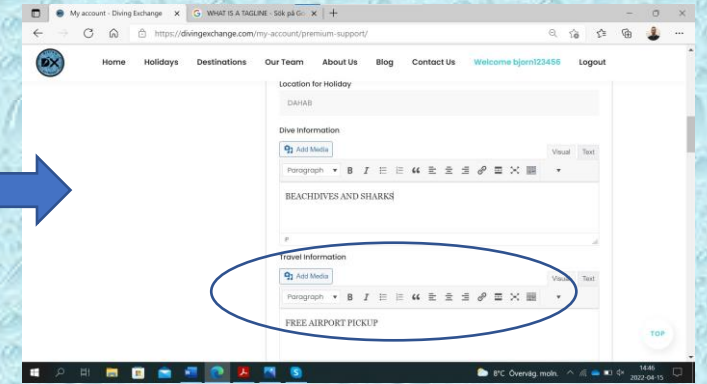 My account - Diving Exchange
WHAT IS A TAGLINE - Sök på Go
https://divingexchange.com/my-account/premium-support/
DX
Home Holidays Destinations Our Team About Us Blog Contact Us Welcome bjorn123456 Logout
Location for Holiday
DAHAB
Dive Information
Add Media
Visual Text
Paragraph B I
BEACHDIVES AND SHARKS
P
Travel Information
Add Media
Visual Text
Paragraph B I
FREE AIRPORT PICKUP
TOP
8°C Överväg. moln.
14:46
2022-04-15